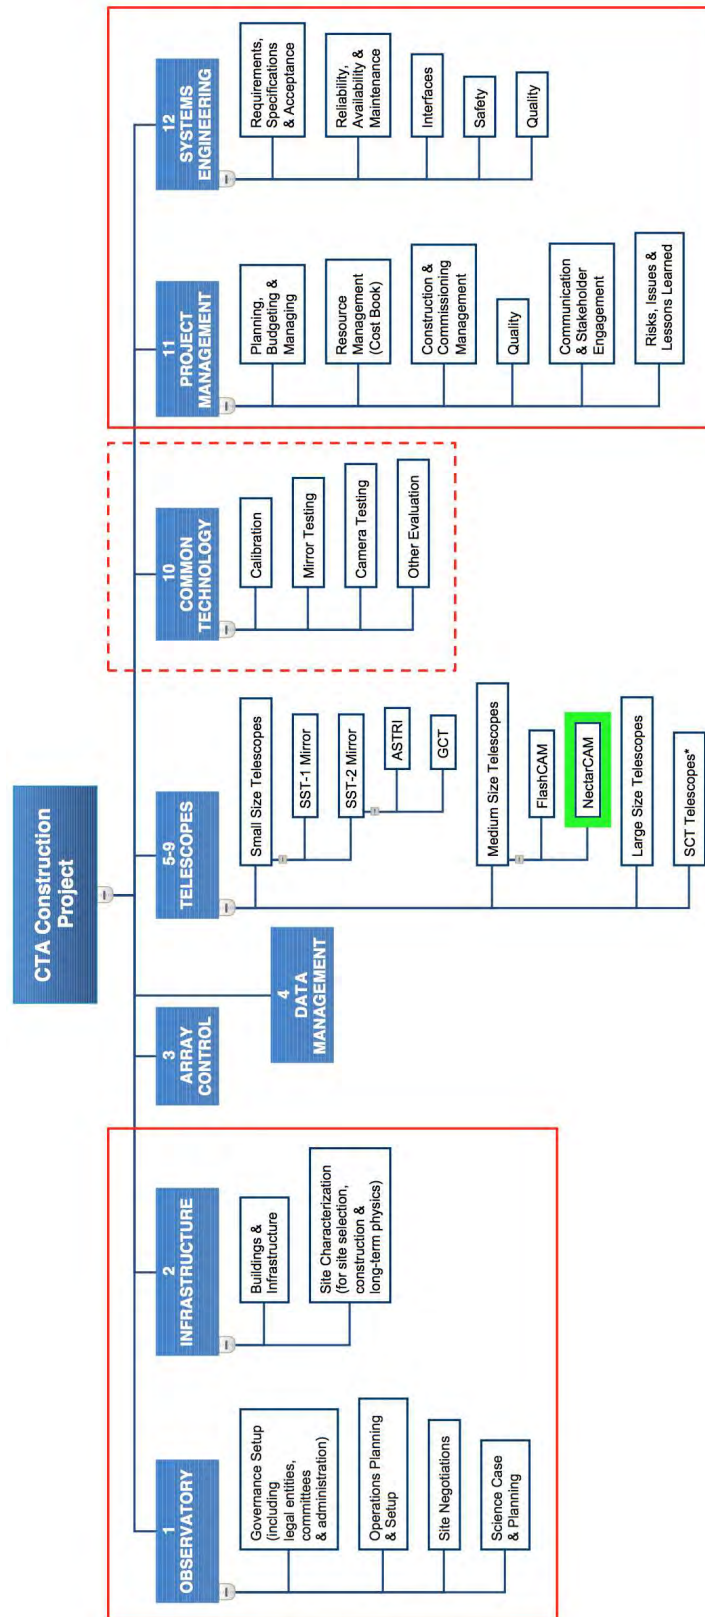 CTA Construction
Project
1
OBSERVATORY
Governance Setup
(including
legal entities,
committees
& administration)
Operations Planning
& Setup
Site Negotiations
Science Case
& Planning
2
INFRASTRUCTURE
Buildings &
Infrastructure
Site Characterization
(for site selection,
construction &
long-term physics)
3
ARRAY
CONTROL
4
DATA
MANAGEMENT
5-9
TELESCOPES
Small Size Telescopes
SST-1 Mirror
SST-2 Mirror
ASTRI
GCT
Medium Size Telescopes
FlashCAM
NectarCAM
Large Size Telescopes
SCT Telescopes*
10
COMMON
TECHNOLOGY
Calibration
Mirror Testing
Camera Testing
Other Evaluation
11
PROJECT
MANAGEMENT
Planning,
Budgeting &
Managing
Resource
Management
(Cost Book)
Construction &
Commissioning
Management
Quality
Communication
& Stakeholder
Engagement
Risks, Issues &
Lessons Learned
12
SYSTEMS
ENGINEERING
Requirements,
Specifications
& Acceptance
Reliability,
Availability &
Maintenance
Interfaces
Safety
Quality